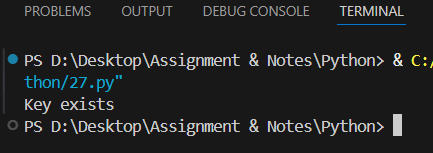 PROBLEMS OUTPUT DEBUG CONSOLE TERMINAL
PS D:\Desktop\Assignment & Notes\Python> & C:/
thon/27.py"
Key exists
PS D:\Desktop\Assignment & Notes\Python>